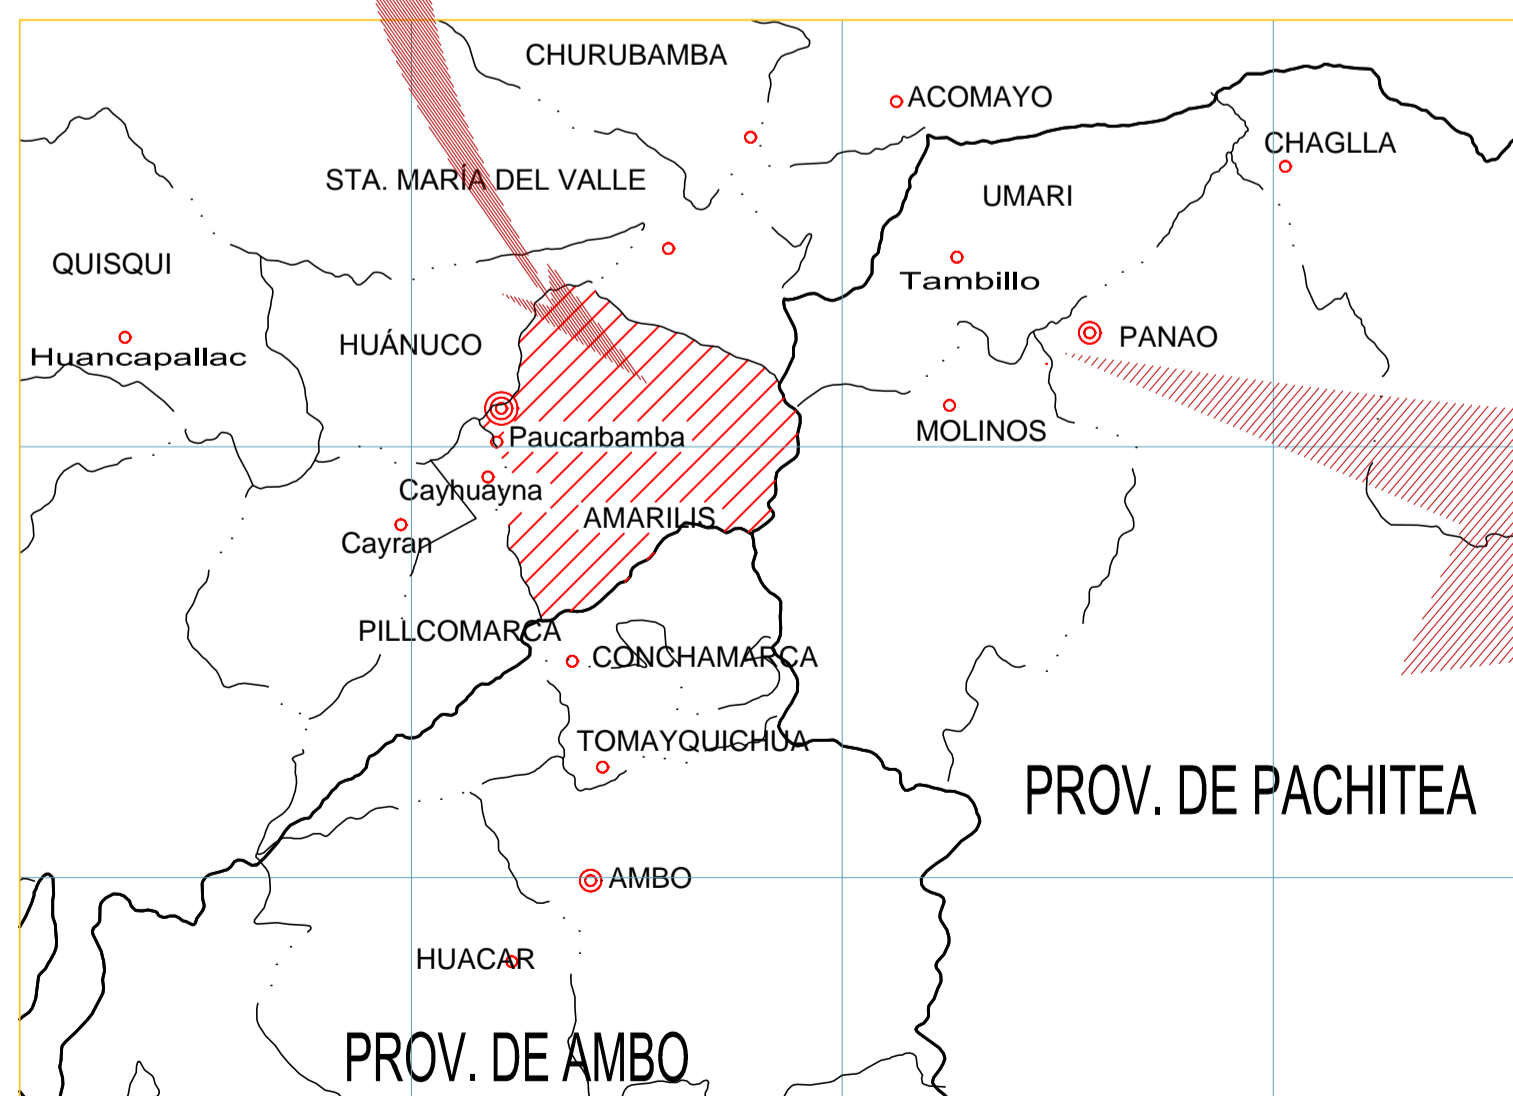 CHURUBAMBA
ACOMAYO
CHAGLLA
STA. MARÍA DEL VALLE
UMARI
QUISQUI
Tambillo
HUÁNUCO
PANAO
Huancapallac
MOLINOS
Paucarbamba
Cayhuayna
AMARILIS
Cayran
PILLCOMARCA
CONCHAMARCA
TOMAYQUICHUA
PROV. DE PACHITEA
AMBO
HUACAR
PROV. DE AMBO